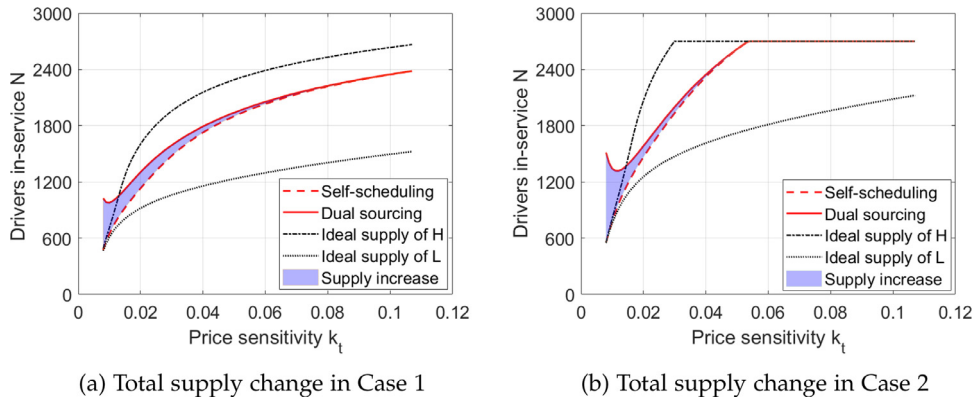 3000
2400
1800
1200
600
0
Drivers in-service N
Self-scheduling
Dual sourcing
Ideal supply of H
Ideal supply of L
Supply increase
0 0.02 0.04 0.06 0.08 0.1 0.12
Price sensitivity k_t
(a) Total supply change in Case 1
3000
2400
1800
1200
600
0
Drivers in-service N
Self-scheduling
Dual sourcing
Ideal supply of H
Ideal supply of L
Supply increase
0 0.02 0.04 0.06 0.08 0.1 0.12
Price sensitivity k_t
(b) Total supply change in Case 2